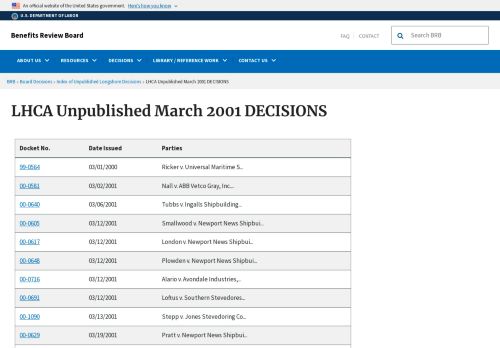 An official website of the United States government. Here's how you know
U.S. DEPARTMENT OF LABOR
Benefits Review Board
FAQ CONTACT Search BRB
ABOUT US RESOURCES DECISIONS LIBRARY / REFERENCE WORK CONTACT US
BRB › Board Decisions › Index of Unpublished Longshore Decisions › LHCA Unpublished March 2001 DECISIONS
LHCA Unpublished March 2001 DECISIONS
Docket No. Date Issued Parties
99-0564 03/01/2000 Ricker v. Universal Maritime S..
00-0581 03/02/2001 Nall v. ABB Vetco Gray, Inc...
00-0640 03/06/2001 Tubbs v. Ingalls Shipbuilding...
00-0605 03/12/2001 Smallwood v. Newport News Shipbui...
00-0617 03/12/2001 London v. Newport News Shipbui..
00-0648 03/12/2001 Plowden v. Newport News Shipbui...
00-0716 03/12/2001 Alario v. Avondale Industries,..
00-0691 03/12/2001 Loftus v. Southern Stevedores...
00-1090 03/13/2001 Stepp v. Jones Stevedoring Co..
00-0629 03/19/2001 Pratt v. Newport News Shipbui..